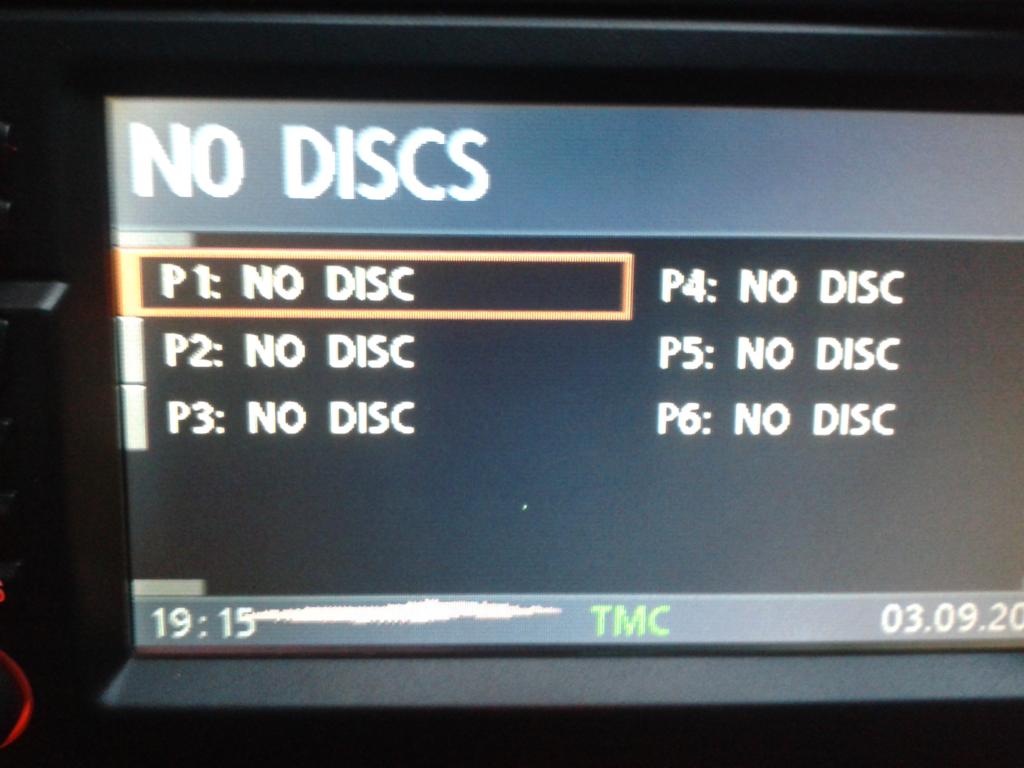 NO DISCS
P1: NO DISC
P2: NO DISC
P3: NO DISC
P4: NO DISC
P5: NO DISC
P6: NO DISC
19:15 TMC 03.09.20